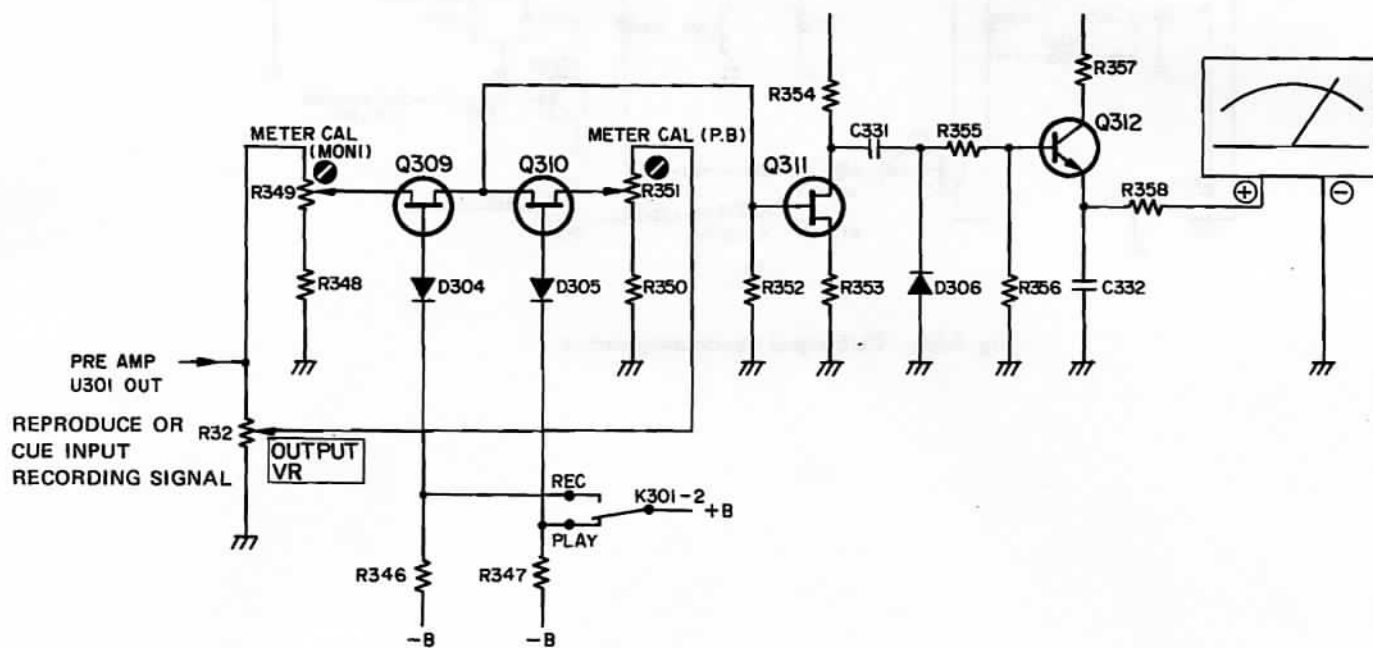 METER CAL
(MONI)
R349
Q309
Q310
METER CAL (P.B)
R351
R348
D304
D305
R350
R354
C331
R355
Q311
R357
Q312
R358
⊕
⊖
R352
R353
D306
R356
C332
PRE AMP
U301 OUT
REPRODUCE OR
CUE INPUT
RECORDING SIGNAL
R32
OUTPUT
VR
REC
K301-2
+B
PLAY
R346
R347
-B
-B